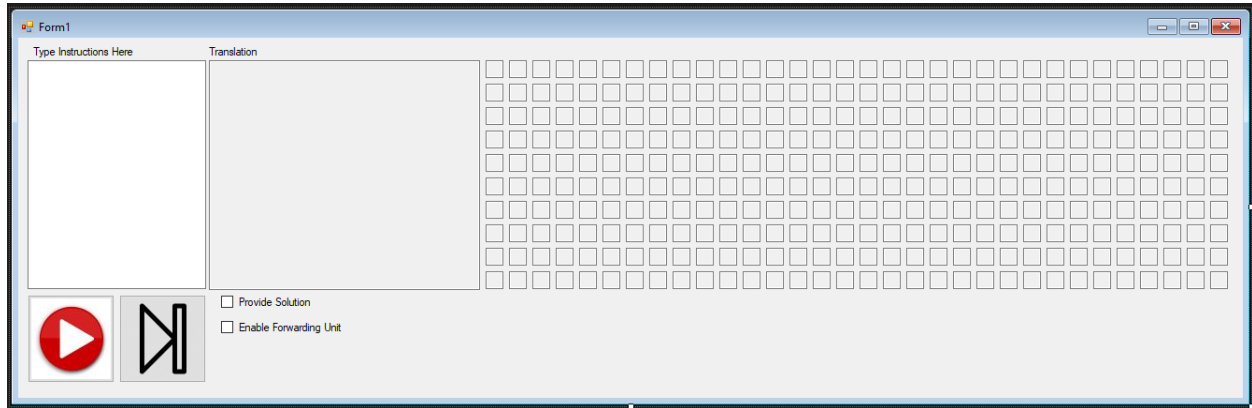 Form1
Type Instructions Here
Translation
Provide Solution
Enable Forwarding Unit